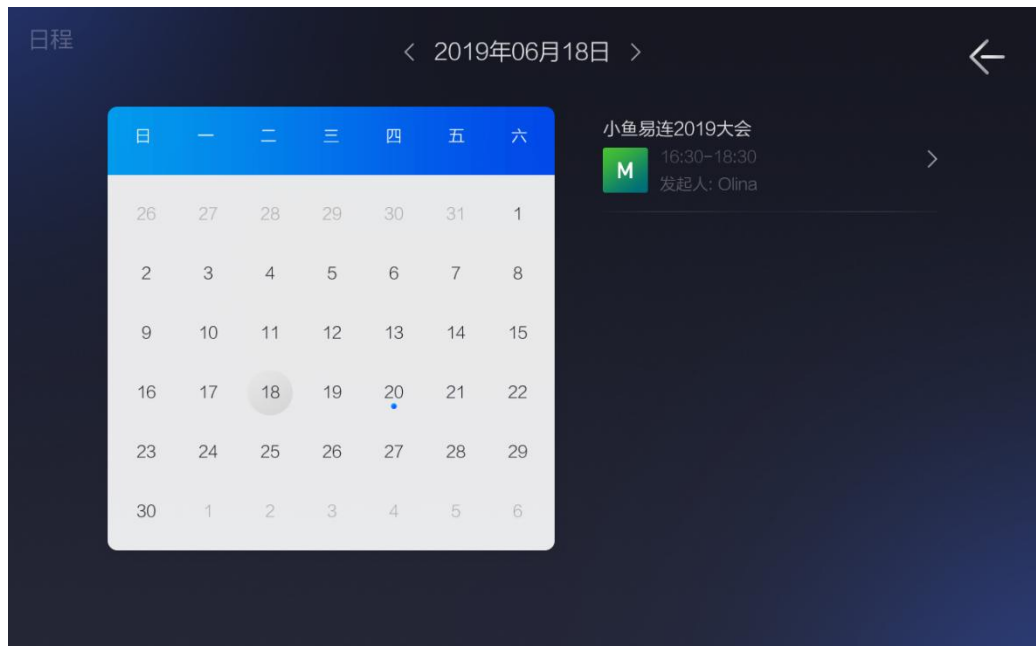 日程
2019年06月18日
日 一 二 三 四 五 六
26 27 28 29 30 31 1
2 3 4 5 6 7 8
9 10 11 12 13 14 15
16 17 18 19 20 21 22
23 24 25 26 27 28 29
30 1 2 3 4 5 6
小鱼易连2019大会
M
16:30-18:30
发起人: Olina